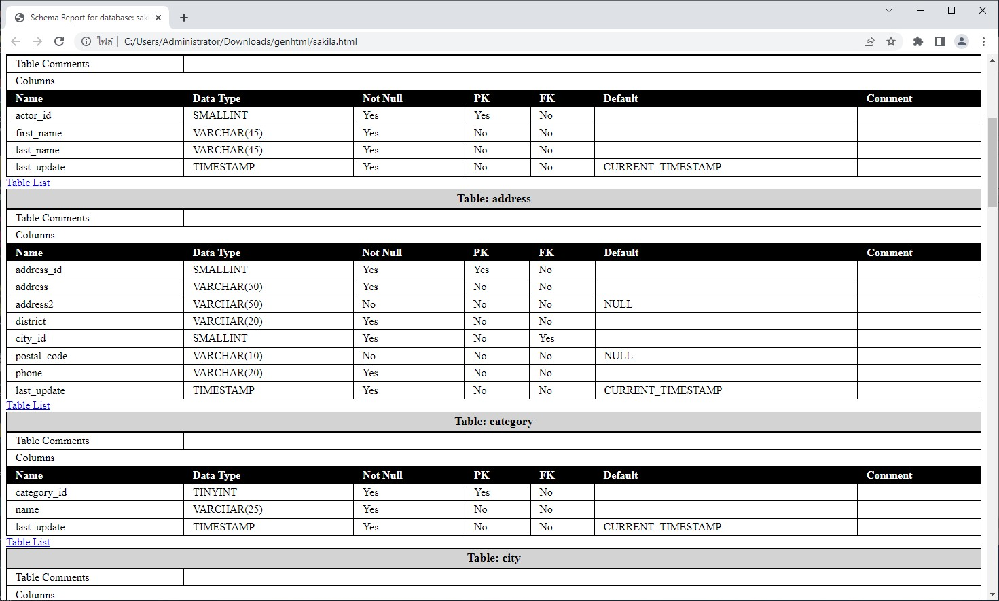 Schema Report for database: sak
ไฟล์ C:/Users/Administrator/Downloads/genhtml/sakila.html
Table Comments
Columns
Name Data Type Not Null PK FK Default Comment
actor_id SMALLINT Yes Yes No
first_name VARCHAR(45) Yes No No
last_name VARCHAR(45) Yes No No
last_update TIMESTAMP Yes No No CURRENT_TIMESTAMP
Table List
Table: address
Table Comments
Columns
Name Data Type Not Null PK FK Default Comment
address_id SMALLINT Yes Yes No
address VARCHAR(50) Yes No No
address2 VARCHAR(50) No No No NULL
district VARCHAR(20) Yes No No
city_id SMALLINT Yes No Yes
postal_code VARCHAR(10) No No No NULL
phone VARCHAR(20) Yes No No
last_update TIMESTAMP Yes No No CURRENT_TIMESTAMP
Table List
Table: category
Table Comments
Columns
Name Data Type Not Null PK FK Default Comment
category_id TINYINT Yes Yes No
name VARCHAR(25) Yes No No
last_update TIMESTAMP Yes No No CURRENT_TIMESTAMP
Table List
Table: city
Table Comments
Columns